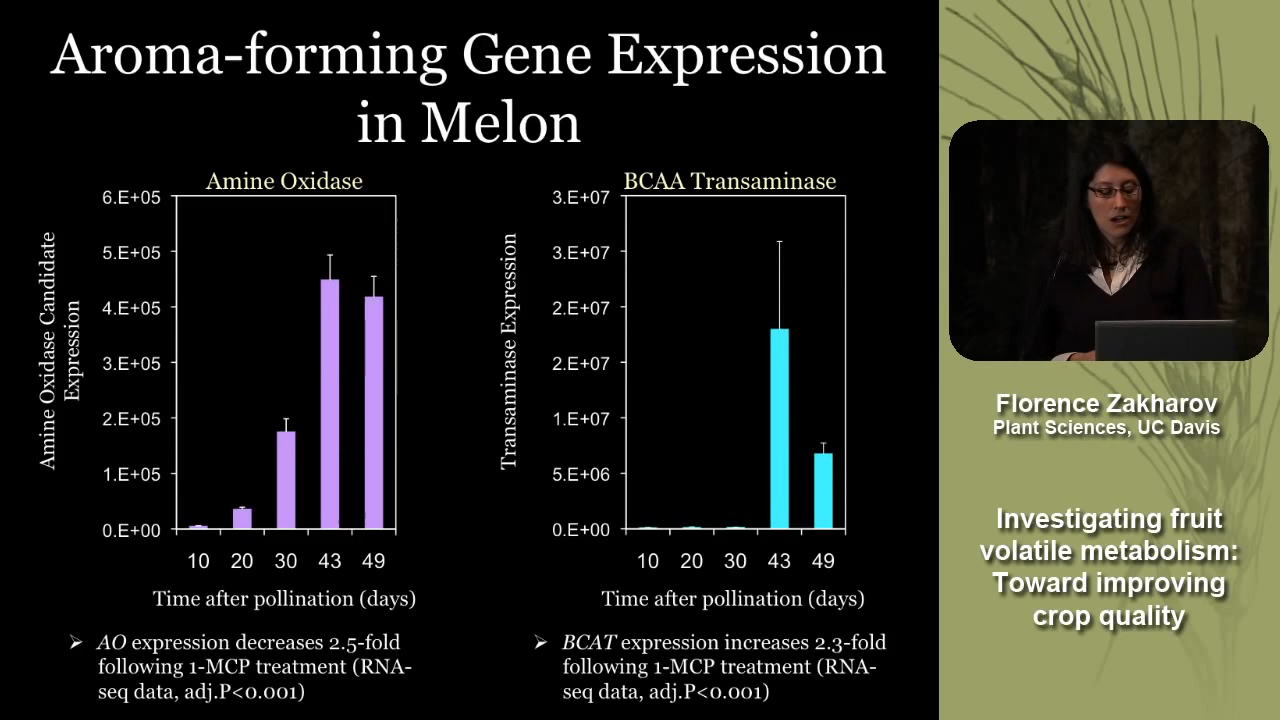 Aroma-forming Gene Expression
in Melon
Amine Oxidase
Amine Oxidase Candidate
Expression
6.E+05
5.E+05
4.E+05
3.E+05
2.E+05
1.E+05
0.E+00
10 20 30 43 49
Time after pollination (days)
➢ AO expression decreases 2.5-fold
following 1-MCP treatment (RNA-
seq data, adj.P<0.001)
BCAA Transaminase
Transaminase Expression
3.E+07
3.E+07
2.E+07
2.E+07
1.E+07
5.E+06
0.E+00
10 20 30 43 49
Time after pollination (days)
➢ BCAT expression increases 2.3-fold
following 1-MCP treatment (RNA-
seq data, adj.P<0.001)
Florence Zakharov
Plant Sciences, UC Davis
Investigating fruit
volatile metabolism:
Toward improving
crop quality